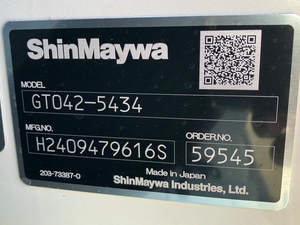 ShinMaywa
MODEL
GT042-5434
MFG.NO. ORDER.NO.
H2409479616S 59545
Made in Japan
203-73387-0
ShinMaywa Industries, Ltd.